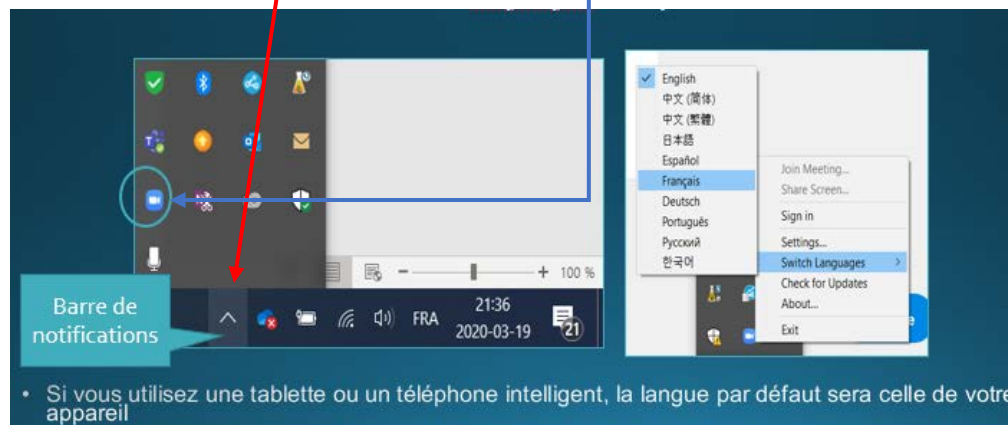 100 %
Barre de
notifications
FRA
21:36
2020-03-19
21
English
中文 (简体)
中文 (繁體)
日本語
Español
Français
Deutsch
Português
Русский
한국어
Join Meeting...
Share Screen...
Sign in
Settings...
Switch Languages
Check for Updates
About...
Exit
• Si vous utilisez une tablette ou un téléphone intelligent, la langue par défaut sera celle de votre
appareil